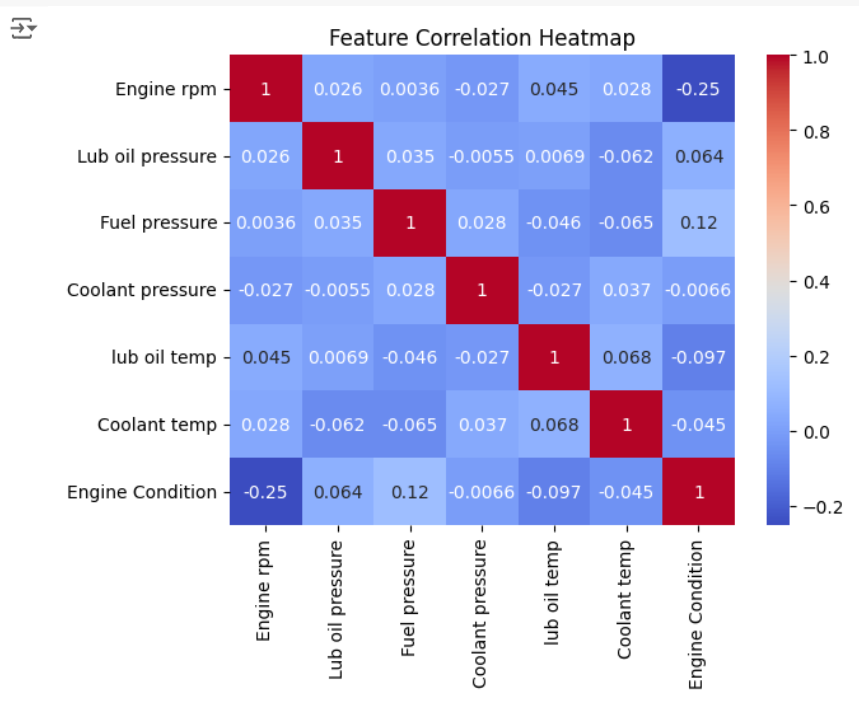 Feature Correlation Heatmap
Engine rpm 1 0.026 0.0036 -0.027 0.045 0.028 -0.25
Lub oil pressure 0.026 1 0.035 -0.0055 0.0069 -0.062 0.064
Fuel pressure 0.0036 0.035 1 0.028 -0.046 -0.065 0.12
Coolant pressure -0.027 -0.0055 0.028 1 -0.027 0.037 -0.0066
lub oil temp 0.045 0.0069 -0.046 -0.027 1 0.068 -0.097
Coolant temp 0.028 -0.062 -0.065 0.037 0.068 1 -0.045
Engine Condition -0.25 0.064 0.12 -0.0066 -0.097 -0.045 1
Engine rpm
Lub oil pressure
Fuel pressure
Coolant pressure
lub oil temp
Coolant temp
Engine Condition
1.0
0.8
0.6
0.4
0.2
0.0
−0.2